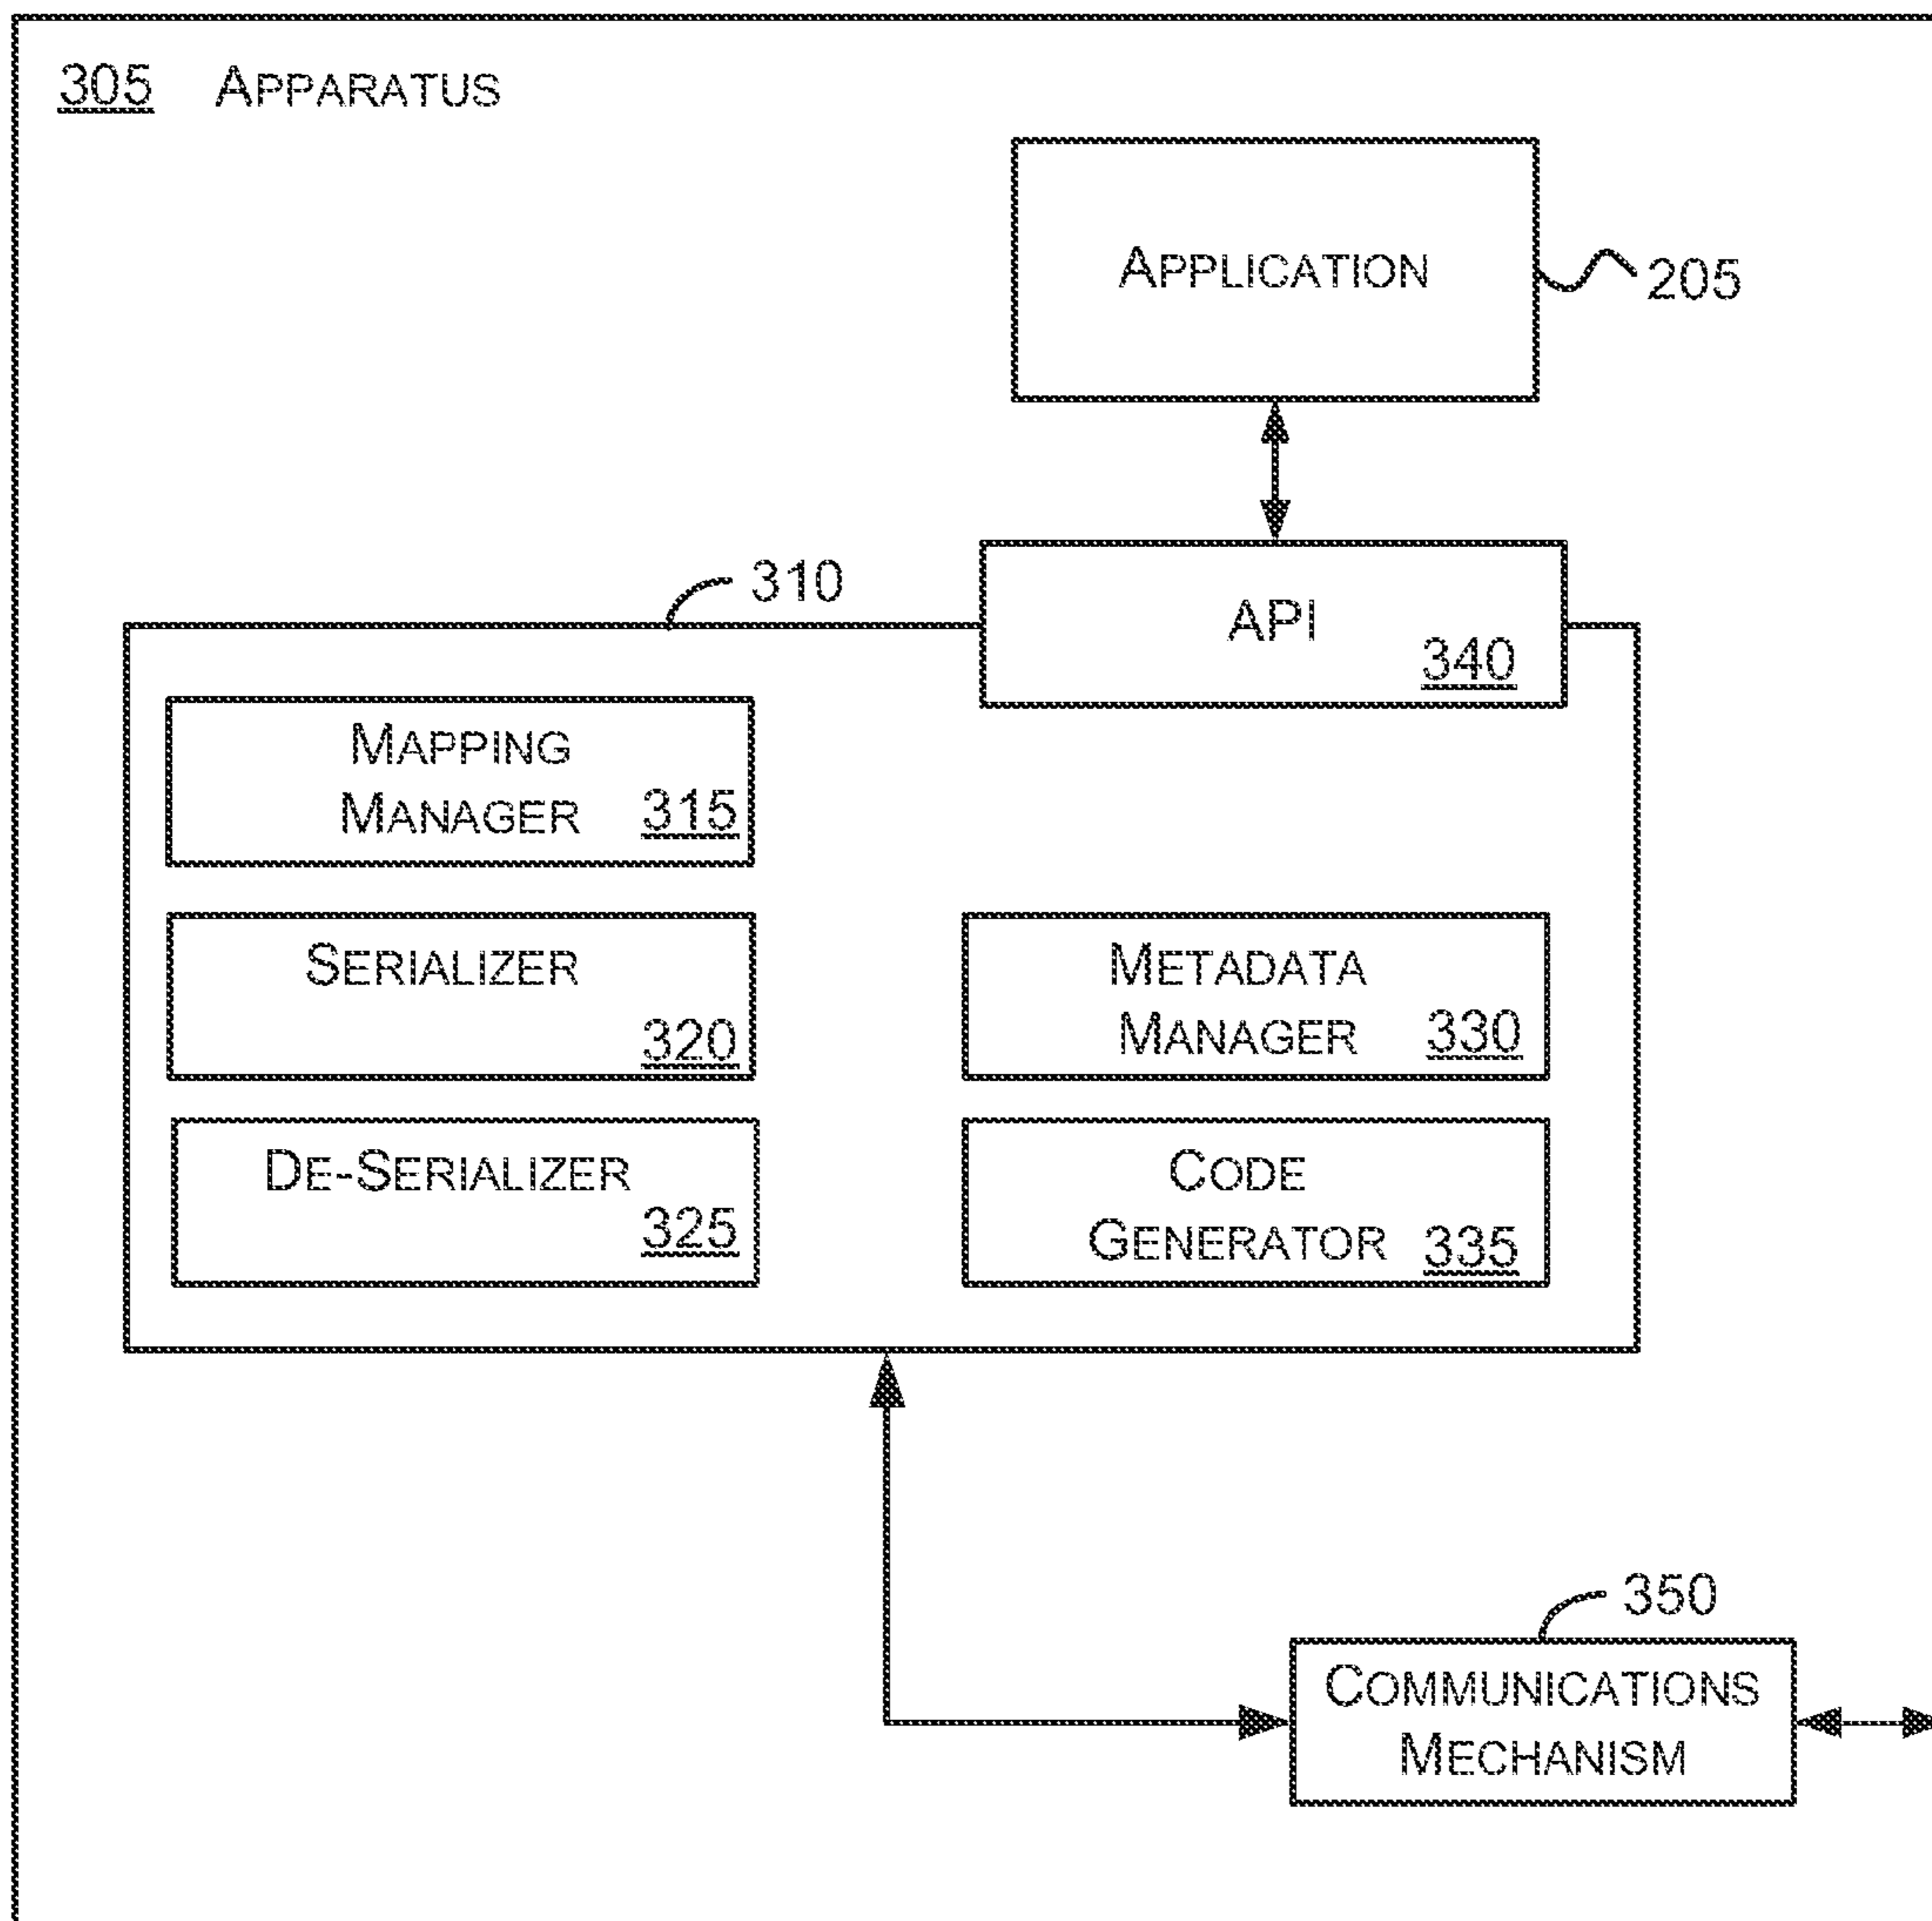 305 APPARATUS
APPLICATION
205
310
API
340
MAPPING
MANAGER 315
SERIALIZER
320
METADATA
MANAGER 330
DE-SERIALIZER
325
CODE
GENERATOR 335
350
COMMUNICATIONS
MECHANISM